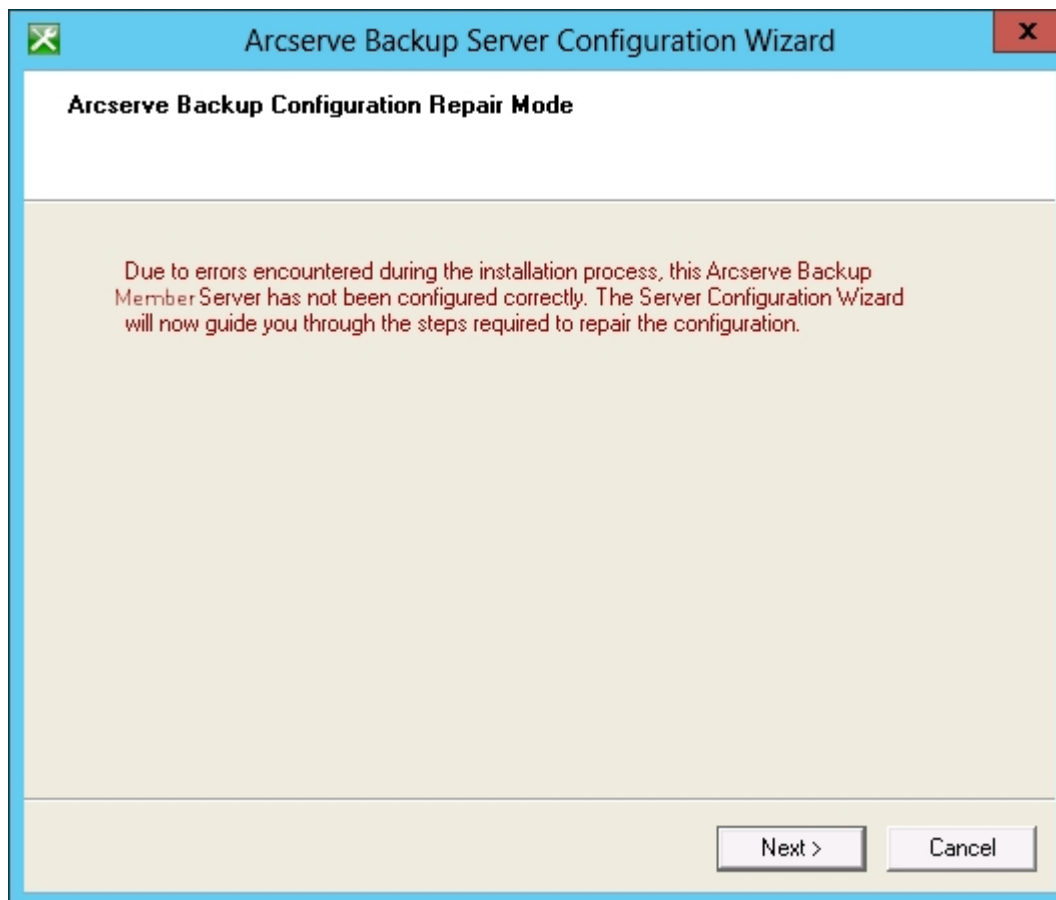 Arcserve Backup Server Configuration Wizard
x
Arcserve Backup Configuration Repair Mode
Due to errors encountered during the installation process, this Arcserve Backup
Member Server has not been configured correctly. The Server Configuration Wizard
will now guide you through the steps required to repair the configuration.
Next >
Cancel